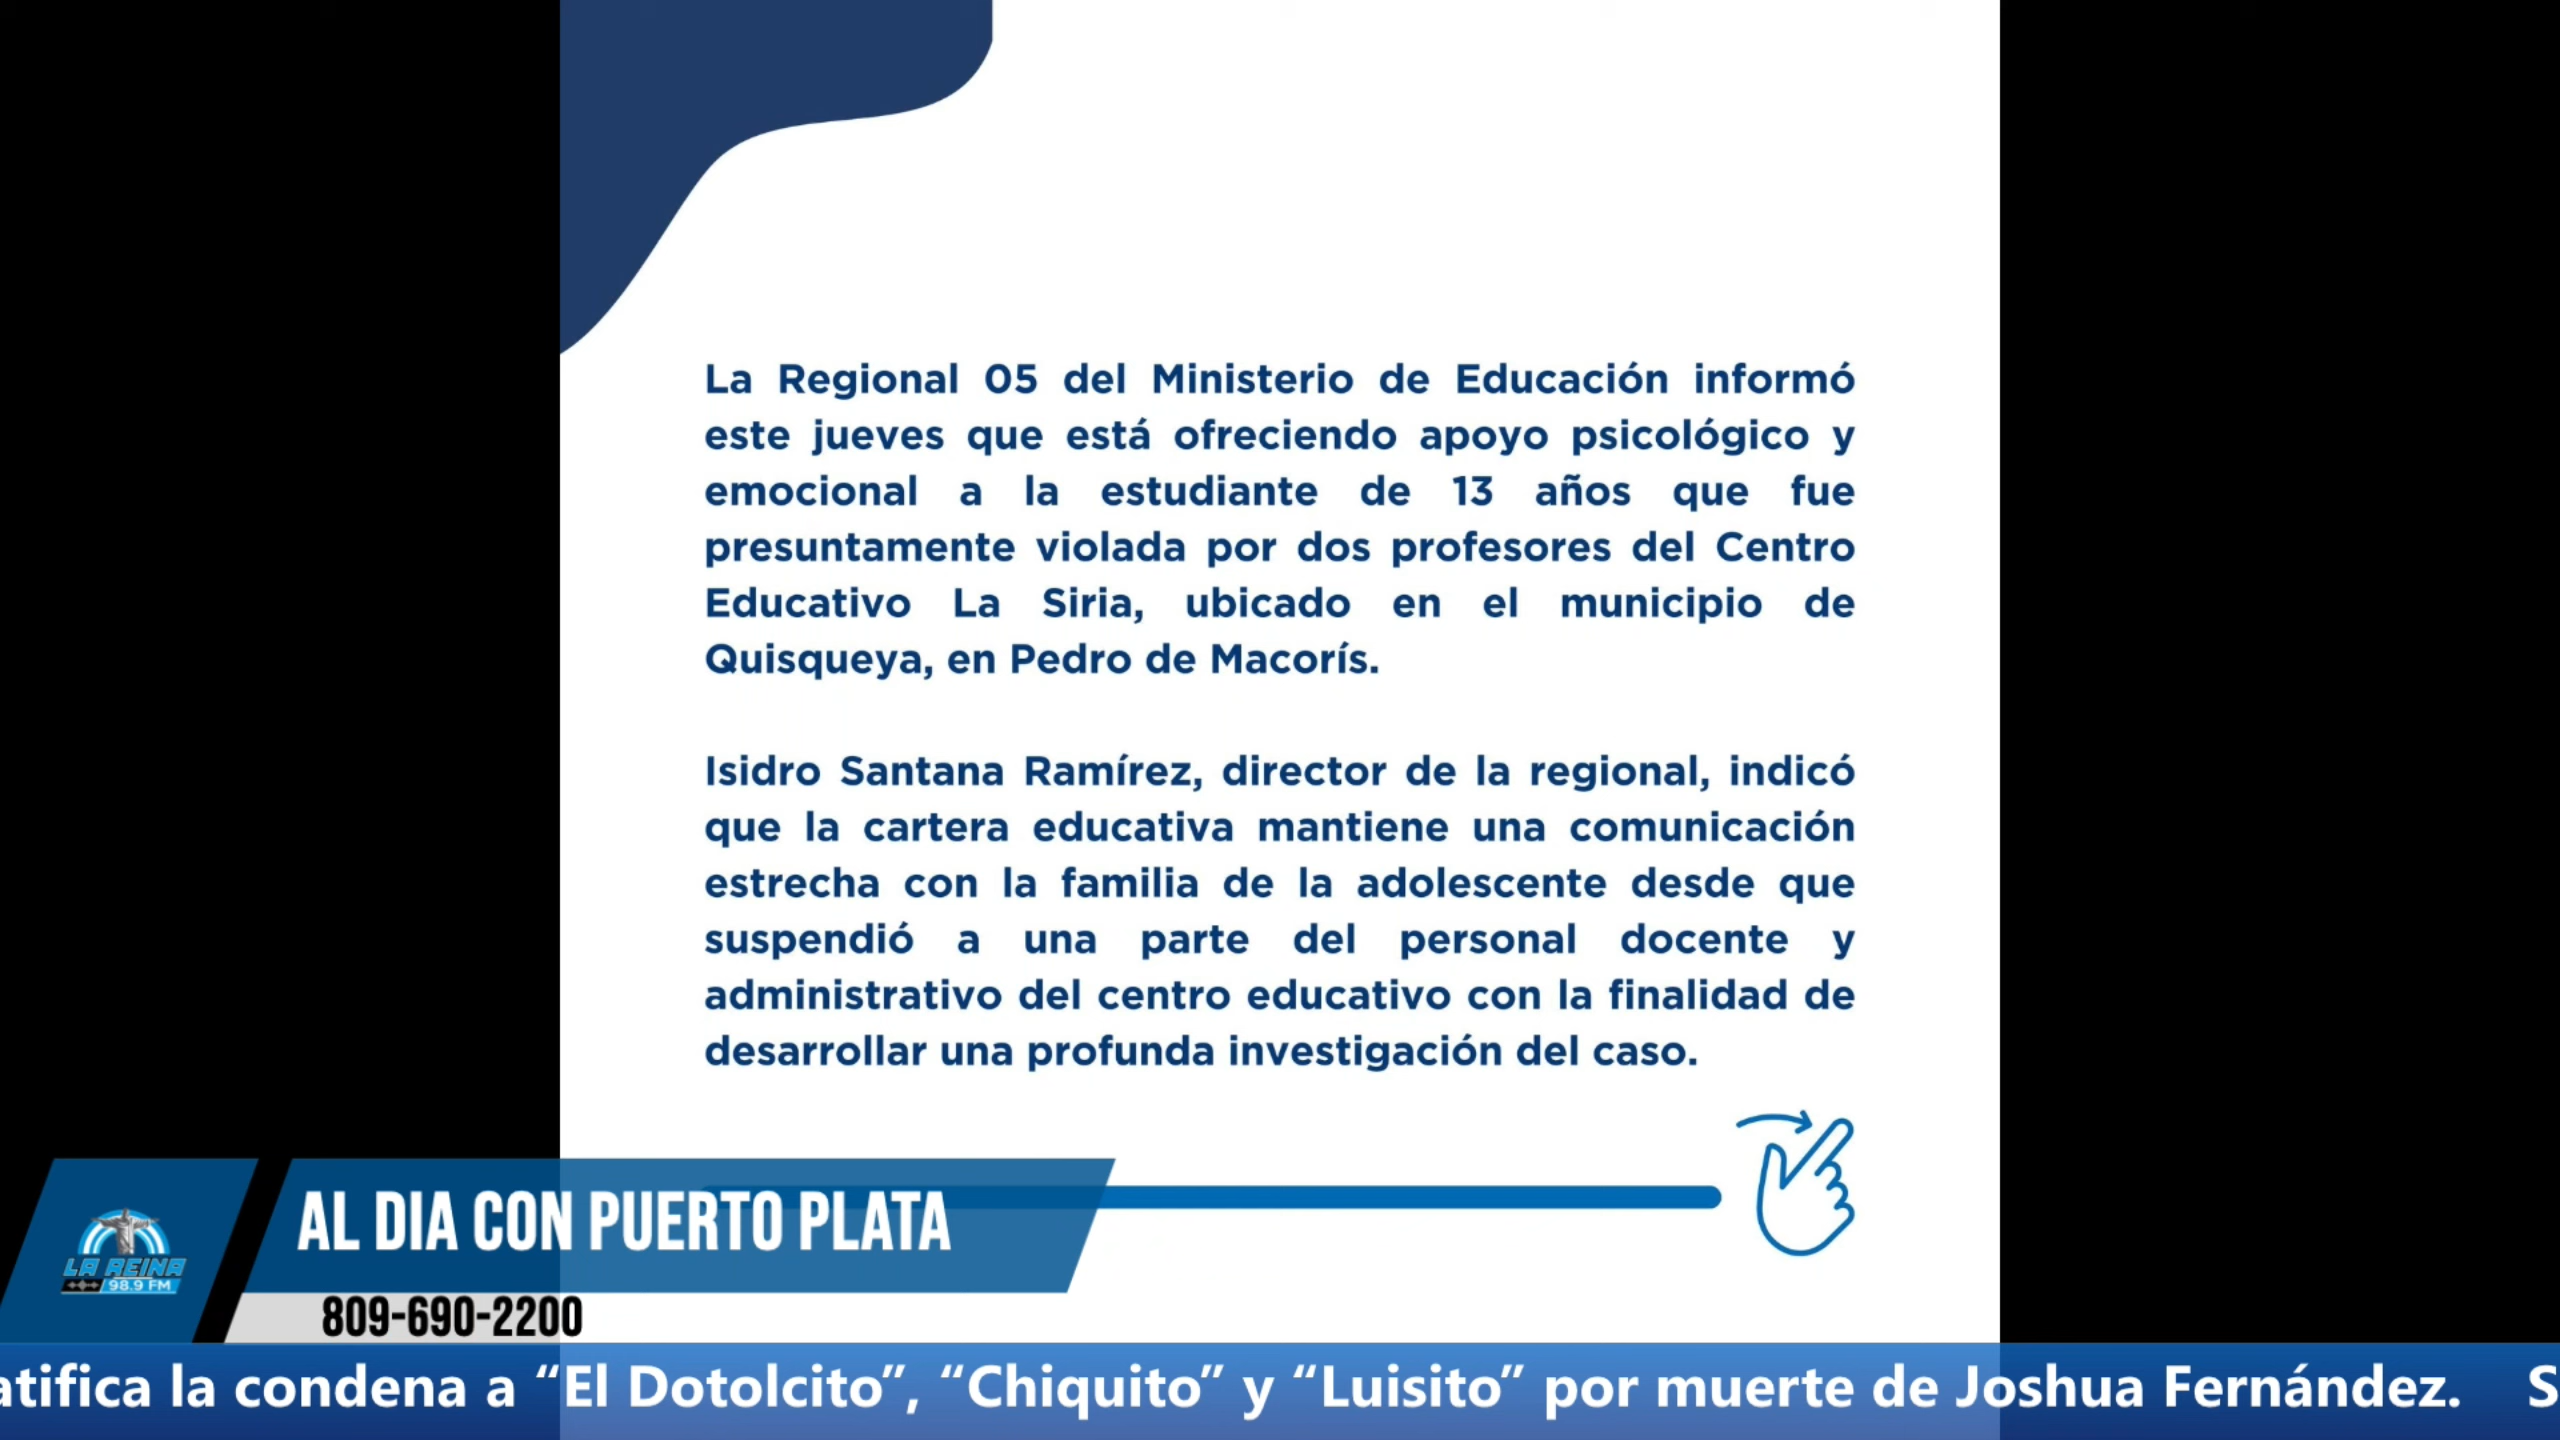 La Regional 05 del Ministerio de Educación informó
este jueves que está ofreciendo apoyo psicológico y
emocional a la estudiante de 13 años que fue
presuntamente violada por dos profesores del Centro
Educativo La Siria, ubicado en el municipio de
Quisqueya, en Pedro de Macorís.
Isidro Santana Ramírez, director de la regional, indicó
que la cartera educativa mantiene una comunicación
estrecha con la familia de la adolescente desde que
suspendió a una parte del personal docente y
administrativo del centro educativo con la finalidad de
desarrollar una profunda investigación del caso.
AL DIA CON PUERTO PLATA
LA REINA
98.9 FM
809-690-2200
atifica la condena a “El Dotolcito”, “Chiquito” y “Luisito” por muerte de Joshua Fernández. S